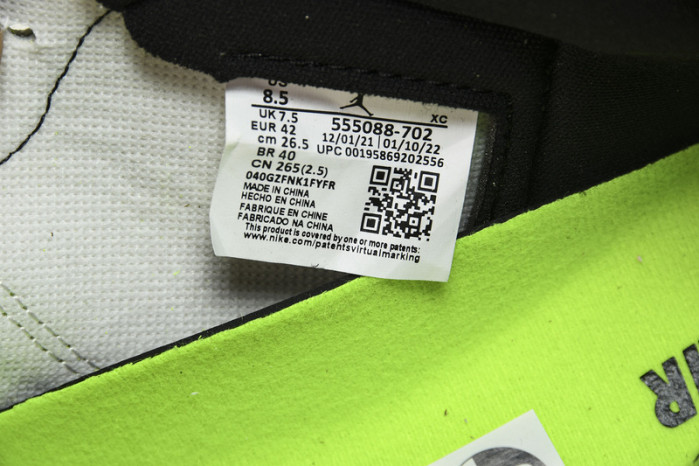 US
8.5
XC
UK 7.5
EUR 42
cm 26.5
BR 40
CN 265(2.5)
555088-702
12/01/21 01/10/22
UPC 00195869202556
040GZFNK1FYFR
MADE IN CHINA
HECHO EN CHINA
FABRIQUE EN CHINE
FABRICADO NA CHINA
This product is covered by one or more patents:
www.nike.com/patentsvirtualmarking